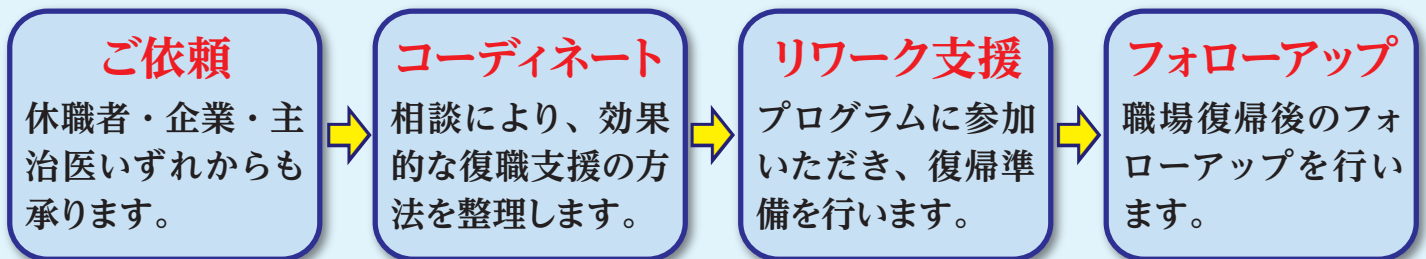 ご依頼
休職者・企業・主
治医いずれからも
承ります。
コーディネート
相談により、効果
的な復職支援の方
法を整理します。
リワーク支援
プログラムに参加
いただき、復帰準
備を行います。
フォローアップ
職場復帰後のフォ
ローアップを行い
ます。